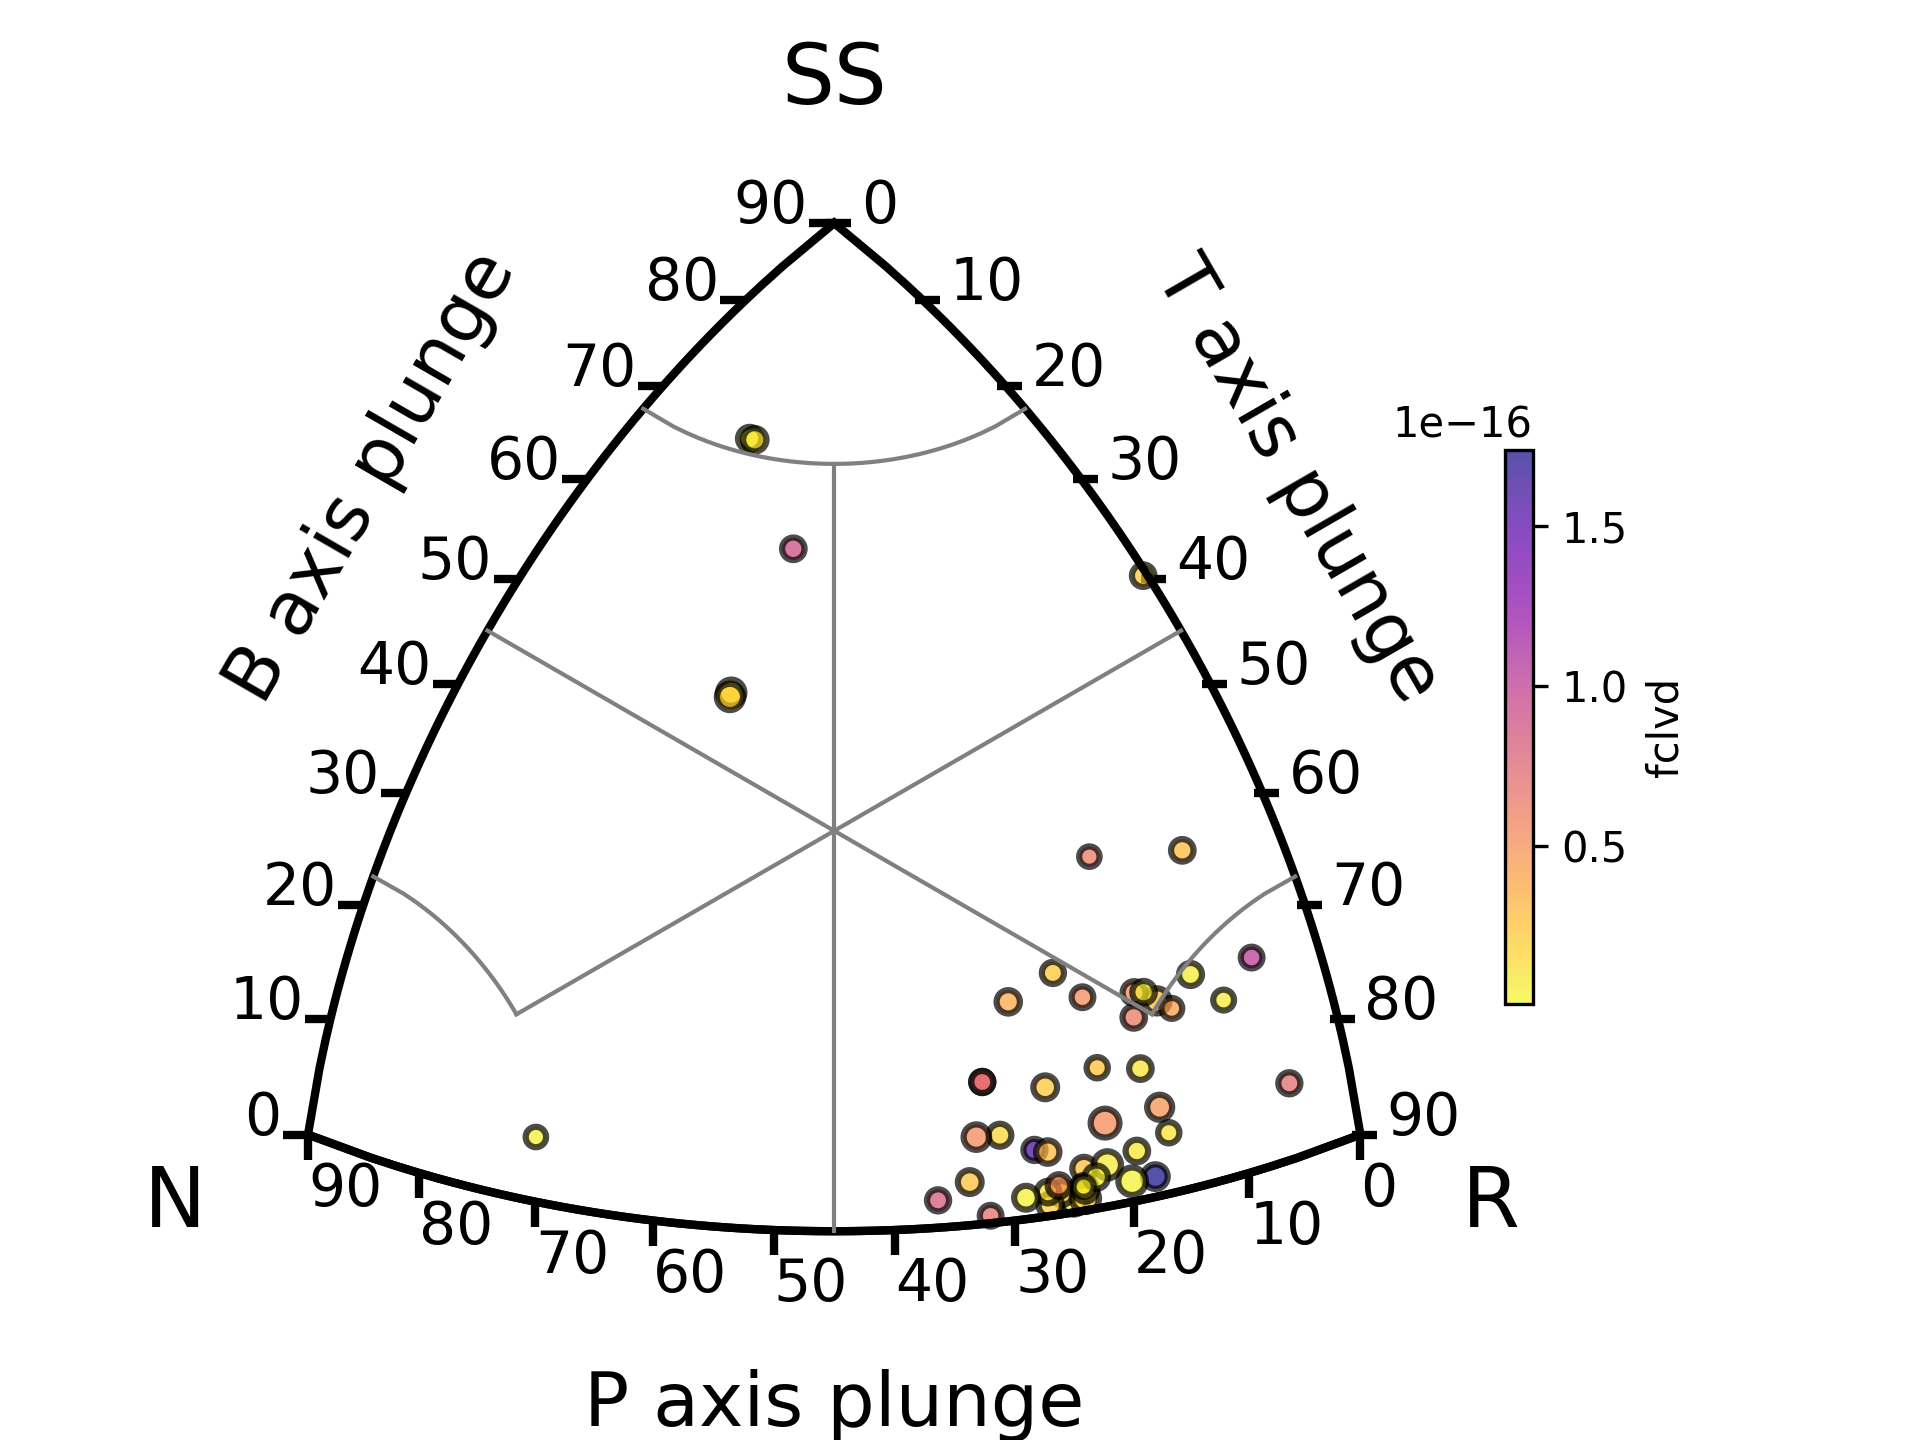 SS
90 0
80 10
70 20
60 30
50 40
40 50
30 60
20 70
10 80
0 90
B axis plunge
T axis plunge
1e−16
1.5
1.0
0.5
fclvd
N R
90 80 70 60 50 40 30 20 10 0
P axis plunge